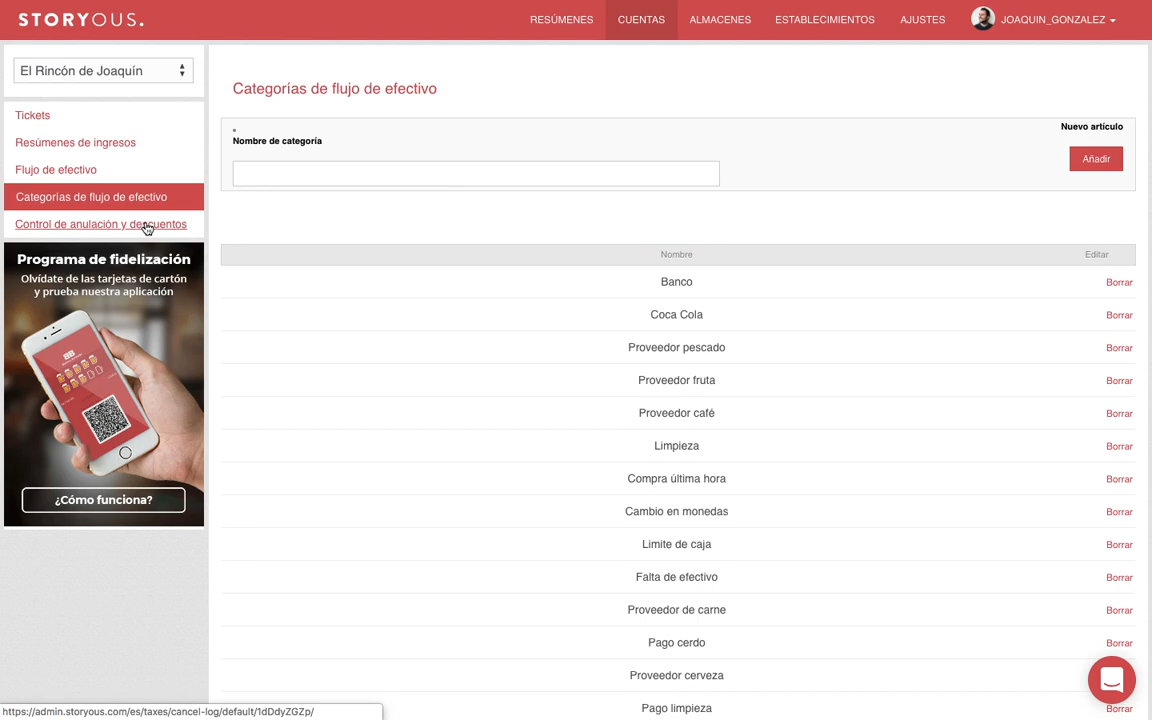 STORYOUS.
RESÚMENES
CUENTAS
ALMACENES
ESTABLECIMIENTOS
AJUSTES
JOAQUIN_GONZALEZ
El Rincón de Joaquín
Tickets
Resúmenes de ingresos
Flujo de efectivo
Categorías de flujo de efectivo
Control de anulación y descuentos
Programa de fidelización
Olvídate de las tarjetas de cartón
y prueba nuestra aplicación
¿Cómo funciona?
Categorías de flujo de efectivo
*
Nombre de categoría
Nuevo artículo
Añadir
Nombre Editar
Banco Borrar
Coca Cola Borrar
Proveedor pescado Borrar
Proveedor fruta Borrar
Proveedor café Borrar
Limpieza Borrar
Compra última hora Borrar
Cambio en monedas Borrar
Limite de caja Borrar
Falta de efectivo Borrar
Proveedor de carne Borrar
Pago cerdo Borrar
Proveedor cerveza
Pago limpieza Borrar
https://admin.storyous.com/es/taxes/cancel-log/default/1dDdyZGZp/